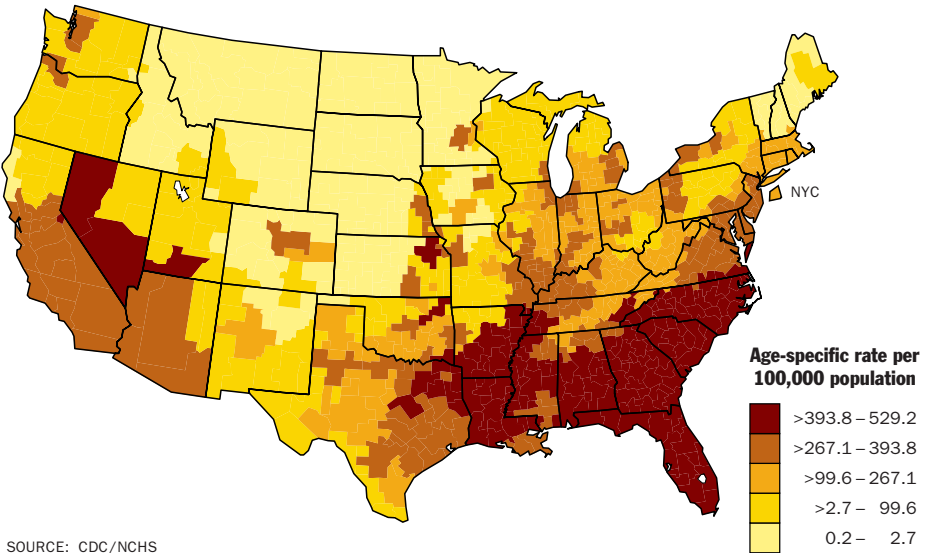 NYC
Age-specific rate per
100,000 population
>393.8 – 529.2
>267.1 – 393.8
>99.6 – 267.1
>2.7 – 99.6
0.2 – 2.7
SOURCE: CDC/NCHS